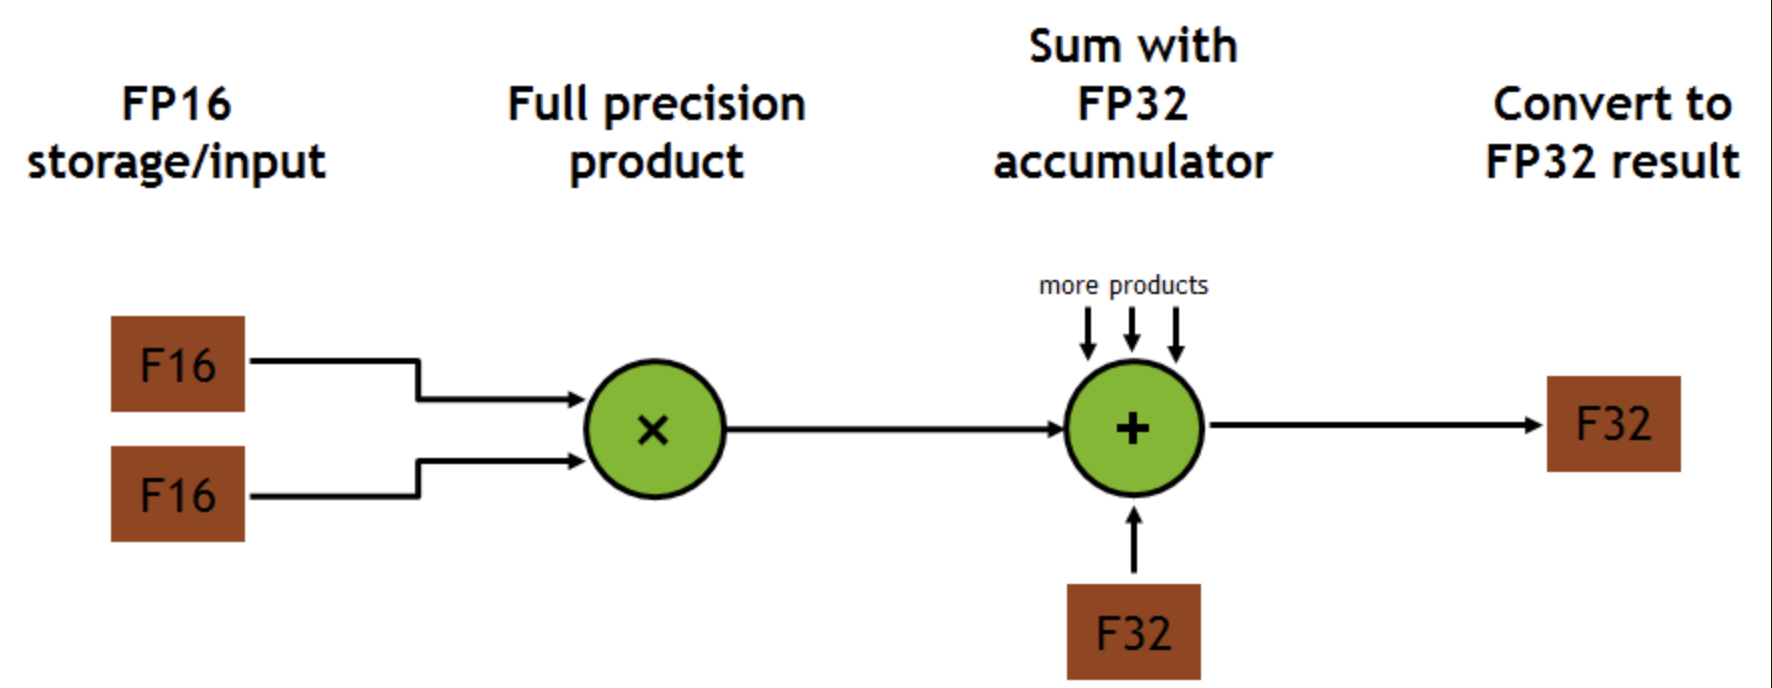 FP16
storage/input
Full precision
product
Sum with
FP32
accumulator
Convert to
FP32 result
more products
F16
F16
×
+
F32
F32